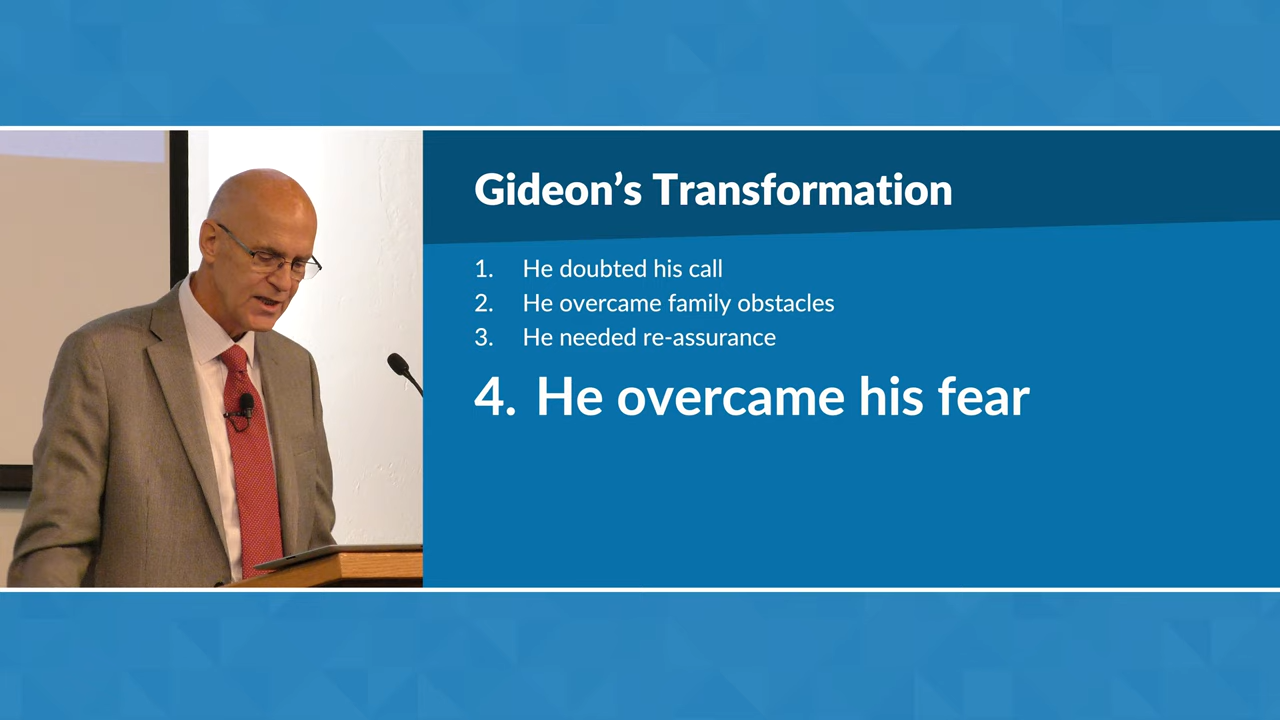 Gideon’s Transformation
1. He doubted his call
2. He overcame family obstacles
3. He needed re-assurance
4. He overcame his fear